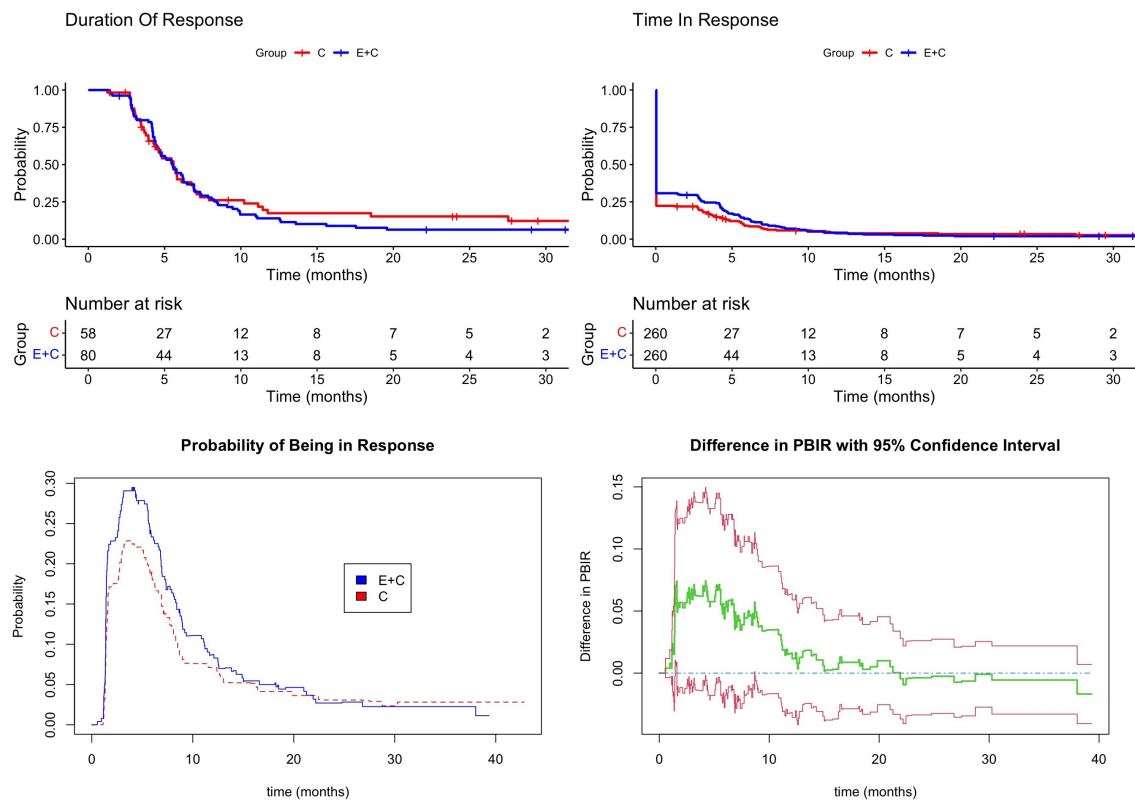 Duration Of Response
Group C E+C
Probability
1.00
0.75
0.50
0.25
0.00
0 5 10 15 20 25 30
Time (months)
Number at risk
Group
C 58 27 12 8 7 5 2
E+C 80 44 13 8 5 4 3
0 5 10 15 20 25 30
Time (months)
Time In Response
Group C E+C
Probability
1.00
0.75
0.50
0.25
0.00
0 5 10 15 20 25 30
Time (months)
Number at risk
Group
C 260 27 12 8 7 5 2
E+C 260 44 13 8 5 4 3
0 5 10 15 20 25 30
Time (months)
Probability of Being in Response
Probability
0.30
0.25
0.20
0.15
0.10
0.05
0.00
E+C
C
0 10 20 30 40
time (months)
Difference in PBIR with 95% Confidence Interval
Difference in PBIR
0.15
0.10
0.05
0.00
0 10 20 30 40
time (months)